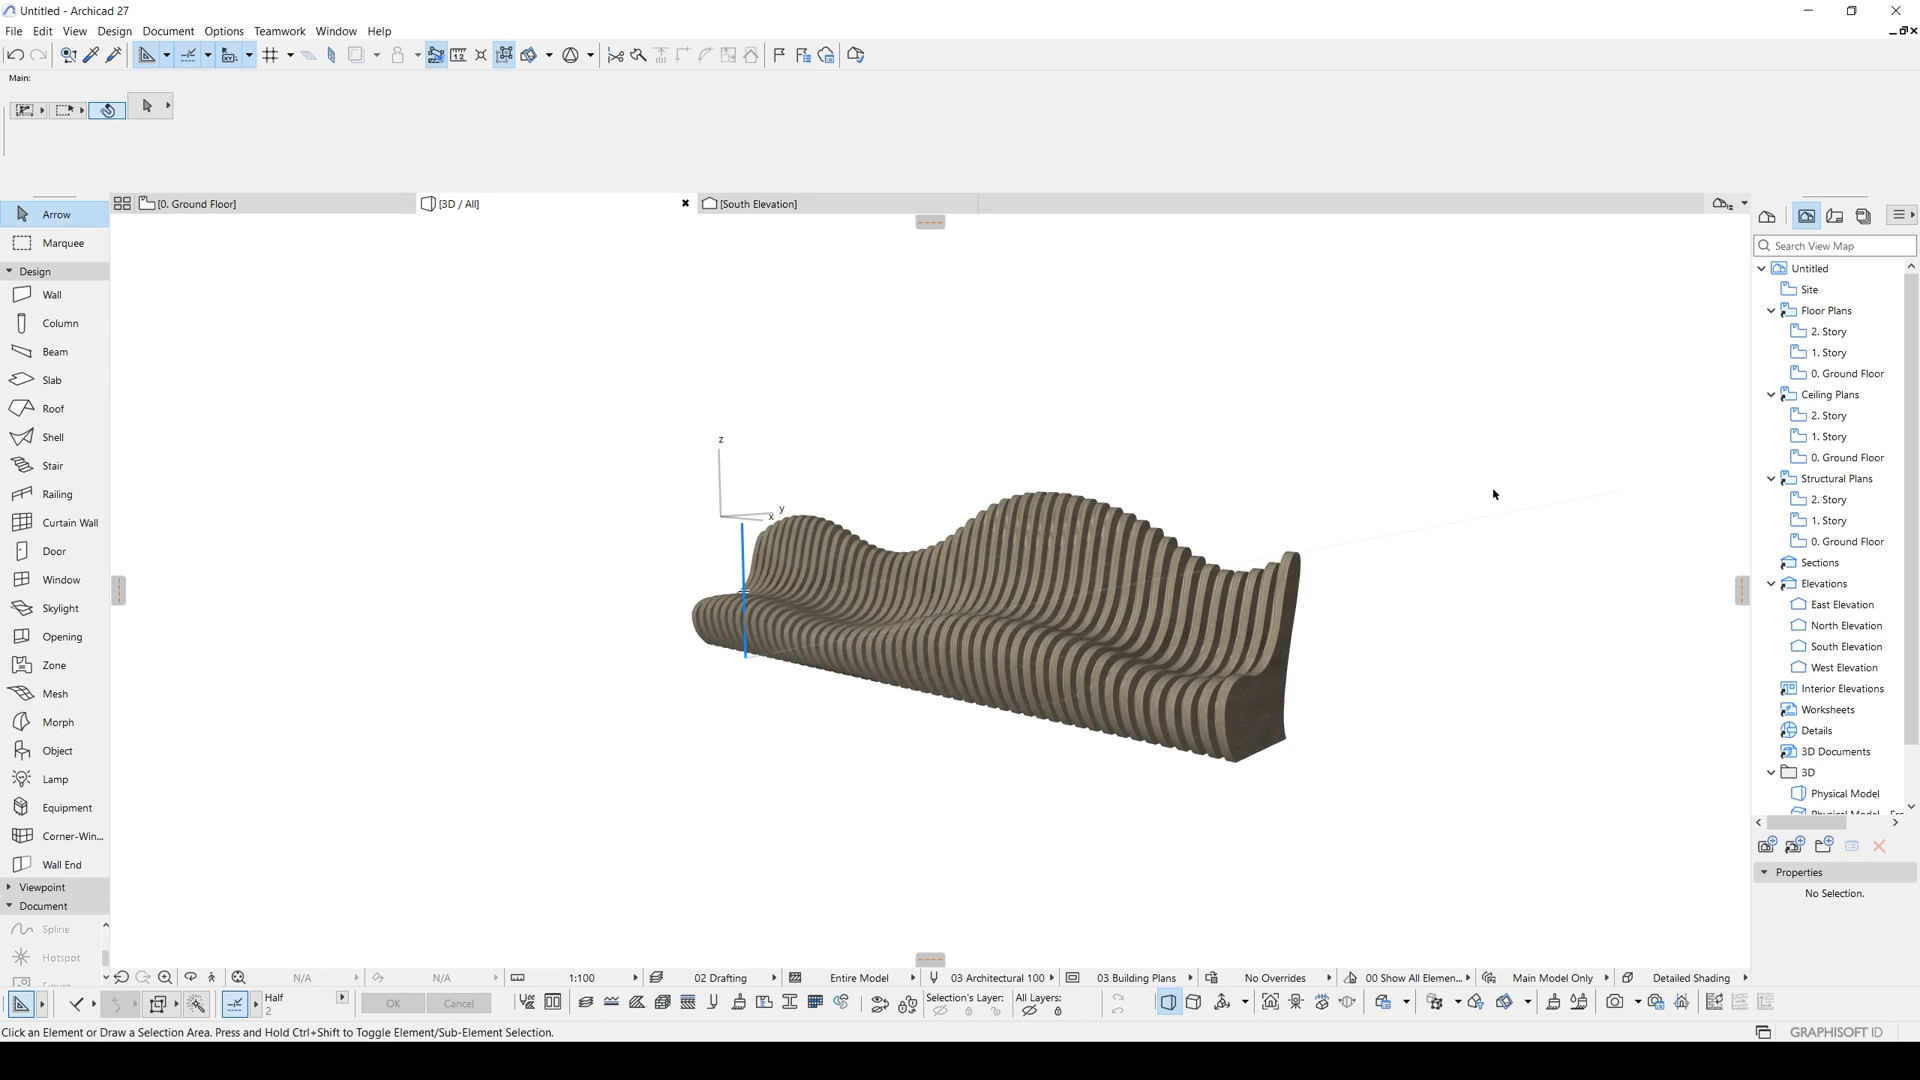 Untitled - Archicad 27
File Edit View Design Document Options Teamwork Window Help
Main:
[0. Ground Floor]
[3D / All]
[South Elevation]
Arrow
Marquee
Design
Wall
Column
Beam
Slab
Roof
Shell
Stair
Railing
Curtain Wall
Door
Window
Skylight
Opening
Zone
Mesh
Morph
Object
Lamp
Equipment
Corner-Win...
Wall End
Viewpoint
Document
Spline
Hotspot
z
y
x
Search View Map
Untitled
Site
Floor Plans
2. Story
1. Story
0. Ground Floor
Ceiling Plans
2. Story
1. Story
0. Ground Floor
Structural Plans
2. Story
1. Story
0. Ground Floor
Sections
Elevations
East Elevation
North Elevation
South Elevation
West Elevation
Interior Elevations
Worksheets
Details
3D Documents
3D
Physical Model
Properties
No Selection.
N/A N/A 1:100 02 Drafting Entire Model 03 Architectural 100 03 Building Plans No Overrides 00 Show All Elemen... Main Model Only Detailed Shading
Half
2
OK Cancel
Selection's Layer: All Layers:
Click an Element or Draw a Selection Area. Press and Hold Ctrl+Shift to Toggle Element/Sub-Element Selection.
GRAPHISOFT ID